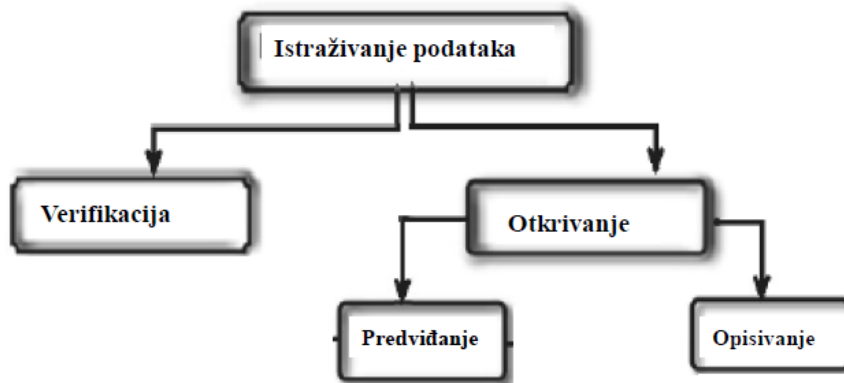 Istraživanje podataka
Verifikacija
Otkrivanje
Predviđanje
Opisivanje